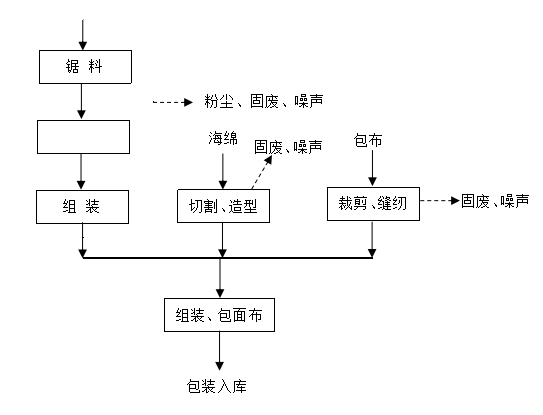 锯 料
粉尘、固废、噪声
海绵
固废、噪声
包布
组 装
切割、造型
裁剪、缝纫
固废、噪声
组装、包面布
包装入库